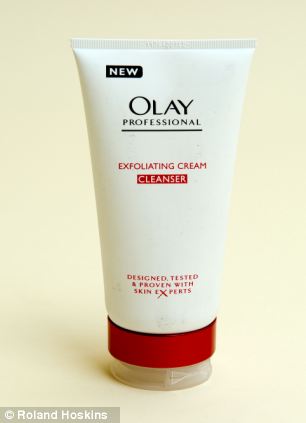 NEW
OLAY
PROFESSIONAL
EXFOLIATING CREAM
CLEANSER
DESIGNED, TESTED
& PROVEN WITH
SKIN EXPERTS
© Roland Hoskins